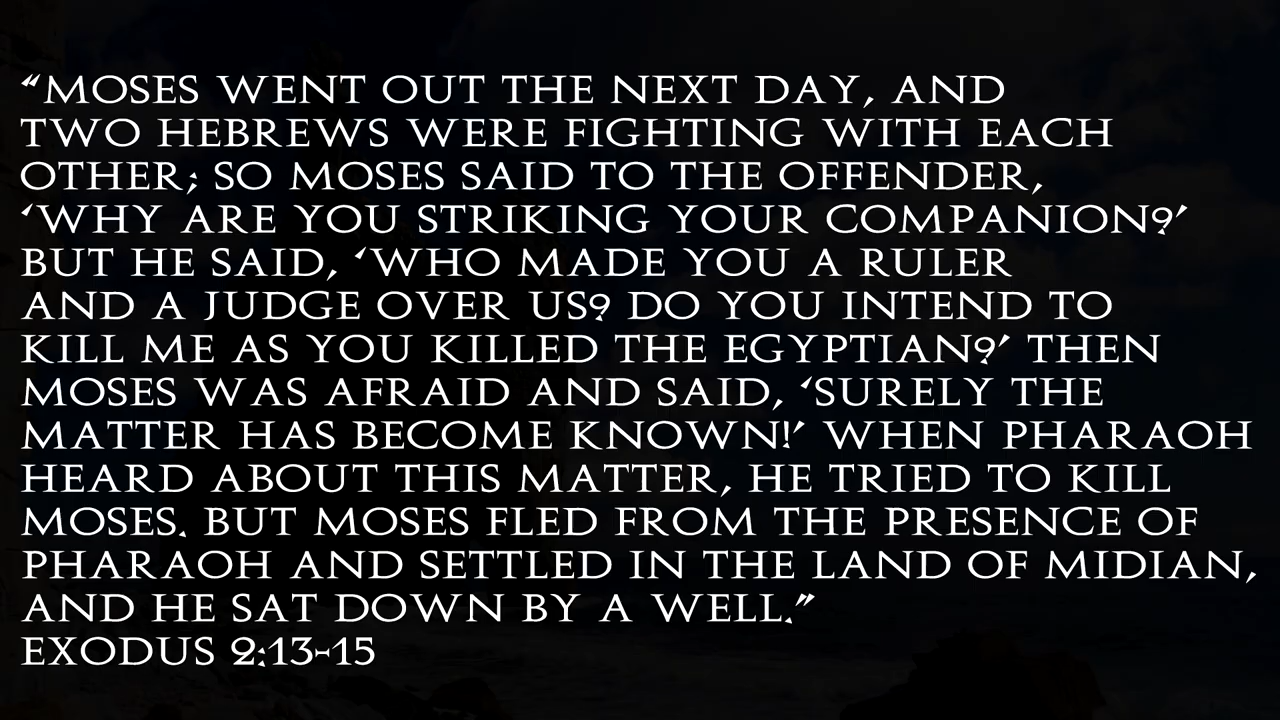 “MOSES WENT OUT THE NEXT DAY, AND
TWO HEBREWS WERE FIGHTING WITH EACH
OTHER; SO MOSES SAID TO THE OFFENDER,
‘WHY ARE YOU STRIKING YOUR COMPANION?’
BUT HE SAID, ‘WHO MADE YOU A RULER
AND A JUDGE OVER US? DO YOU INTEND TO
KILL ME AS YOU KILLED THE EGYPTIAN?’ THEN
MOSES WAS AFRAID AND SAID, ‘SURELY THE
MATTER HAS BECOME KNOWN!’ WHEN PHARAOH
HEARD ABOUT THIS MATTER, HE TRIED TO KILL
MOSES. BUT MOSES FLED FROM THE PRESENCE OF
PHARAOH AND SETTLED IN THE LAND OF MIDIAN,
AND HE SAT DOWN BY A WELL.”
EXODUS 2:13-15